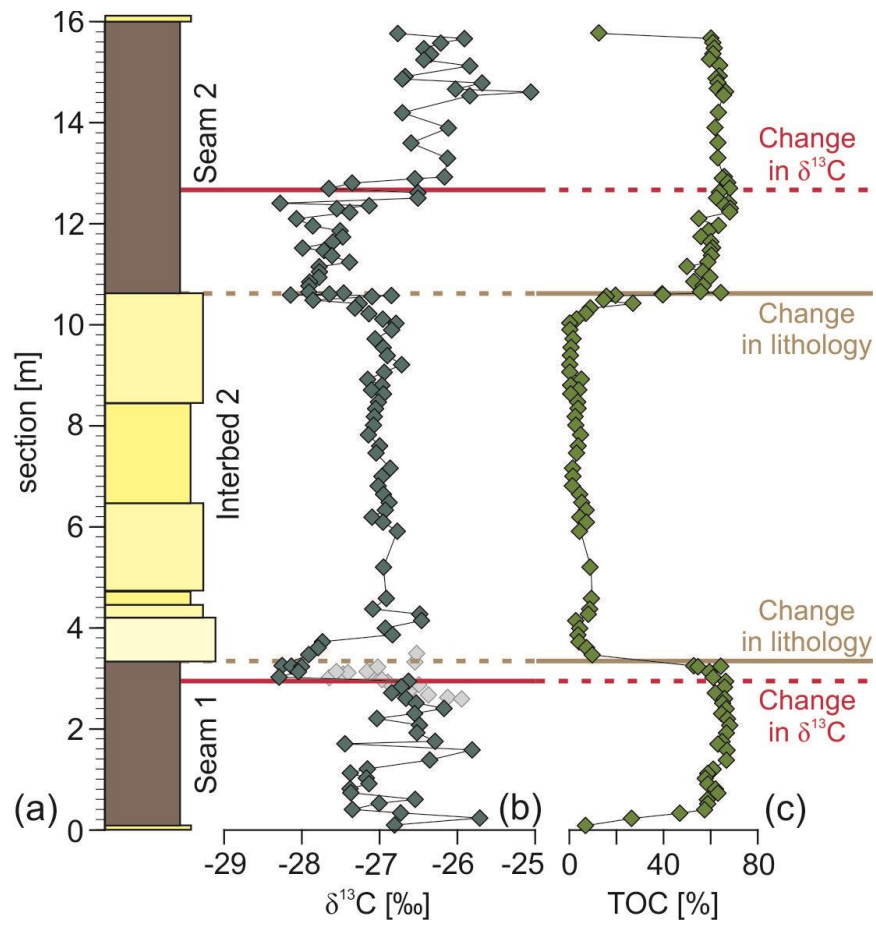 16
14
12
10
8
6
4
2
0
section [m]
Seam 2
Interbed 2
Seam 1
(a)
(b)
(c)
Change
in δ¹³C
Change
in lithology
Change
in lithology
Change
in δ¹³C
-29 -28 -27 -26 -25
δ¹³C [‰]
0 40 80
TOC [%]